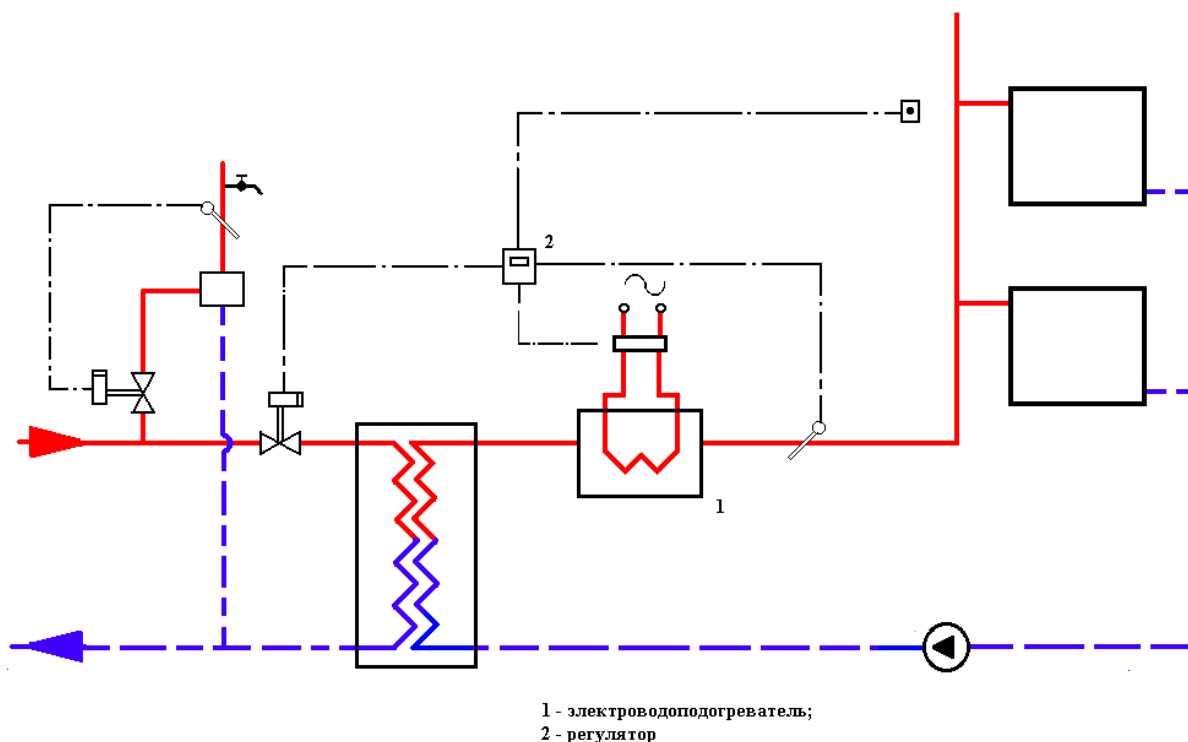 2
1
1 - электроводоподогреватель;
2 - регулятор